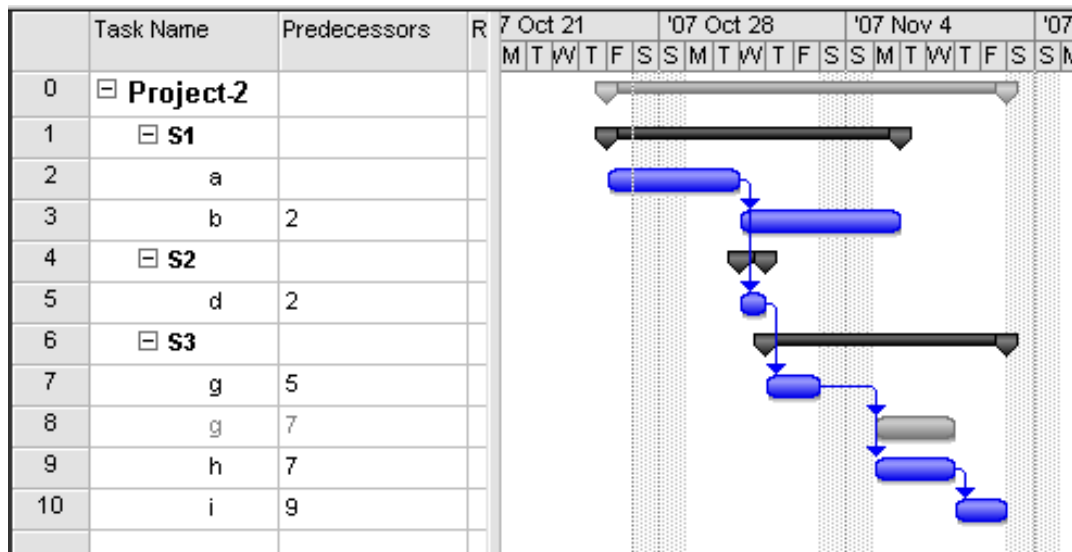 Task Name Predecessors R 7 Oct 21 '07 Oct 28 '07 Nov 4 '07
M T W T F S S M T W T F S S M T W T F S S M
0 Project-2
1 S1
2 a
3 b 2
4 S2
5 d 2
6 S3
7 g 5
8 g 7
9 h 7
10 i 9